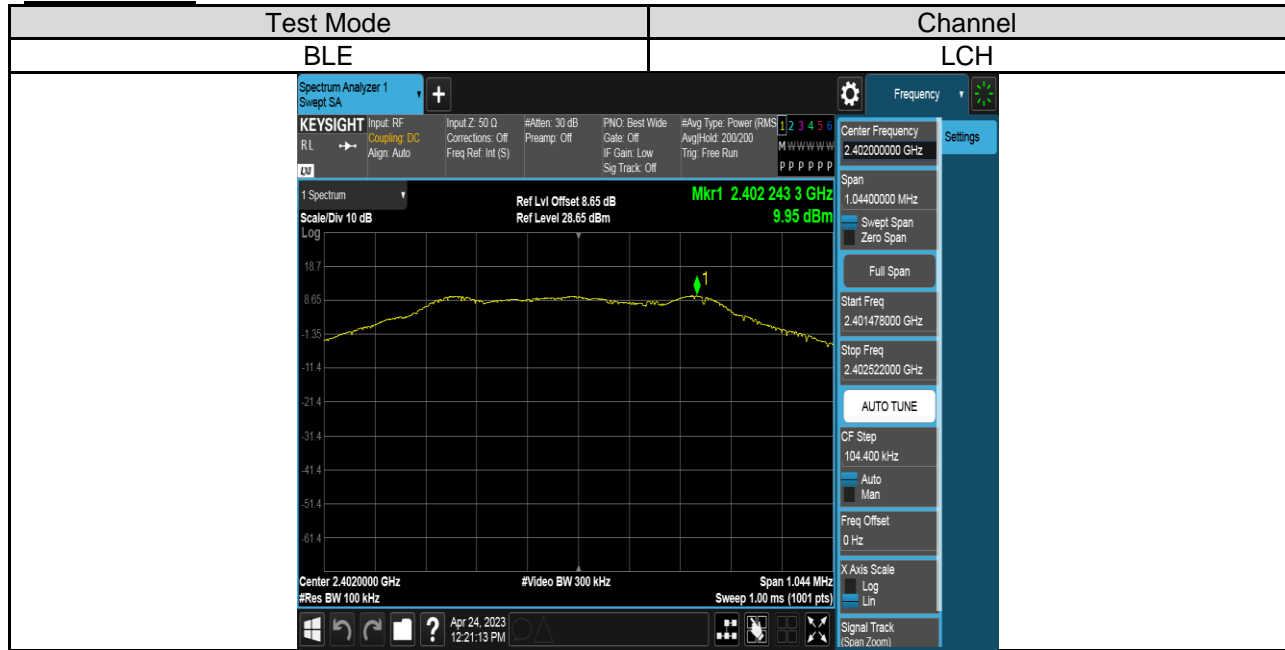 Test Mode
Channel
BLE
LCH
Spectrum Analyzer 1
Swept SA
Frequency
KEYSIGHT
Input: RF
Input Z: 50 Ω
#Atten: 30 dB
PNO: Best Wide
#Avg Type: Power (RMS
1 2 3 4 5 6
RL
Coupling: DC
Corrections: Off
Preamp: Off
Gate: Off
Avg|Hold: 200/200
M W W W W W
Align: Auto
Freq Ref: Int (S)
IF Gain: Low
Trig: Free Run
Sig Track: Off
P P P P P P
LXI
1 Spectrum
Ref Lvl Offset 8.65 dB
Mkr1 2.402 243 3 GHz
Scale/Div 10 dB
Ref Level 28.65 dBm
9.95 dBm
Log
1
18.7
8.65
-1.35
-11.4
-21.4
-31.4
-41.4
-51.4
-61.4
Center 2.4020000 GHz
#Video BW 300 kHz
Span 1.044 MHz
#Res BW 100 kHz
Sweep 1.00 ms (1001 pts)
Apr 24, 2023
12:21:13 PM
Center Frequency
2.402000000 GHz
Settings
Span
1.04400000 MHz
Swept Span
Zero Span
Full Span
Start Freq
2.401478000 GHz
Stop Freq
2.402522000 GHz
AUTO TUNE
CF Step
104.400 kHz
Auto
Man
Freq Offset
0 Hz
X Axis Scale
Log
Lin
Signal Track
(Span Zoom)